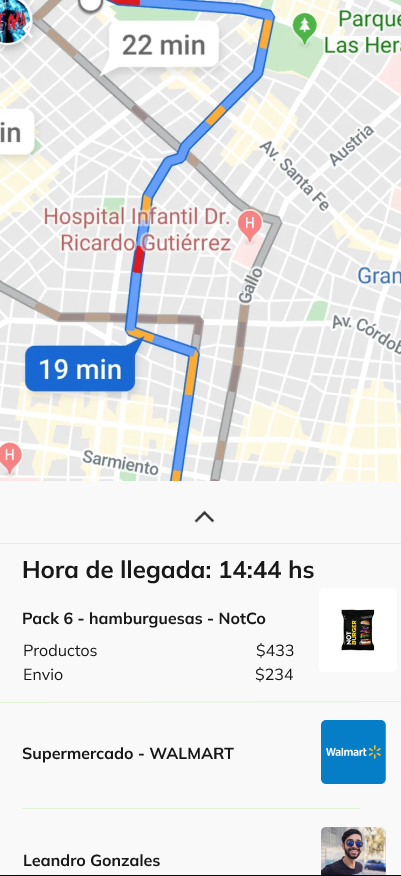 Parque
Las Hera
22 min
in
Austria
Av. Santa Fe
Hospital Infantil Dr.
Ricardo Gutiérrez
H
Gallo
Gran
Av. Córdob
19 min
H
Sarmiento
Hora de llegada: 14:44 hs
Pack 6 - hamburguesas - NotCo
NOT
BURGER
Productos $433
Envio $234
Supermercado - WALMART
Walmart
Leandro Gonzales